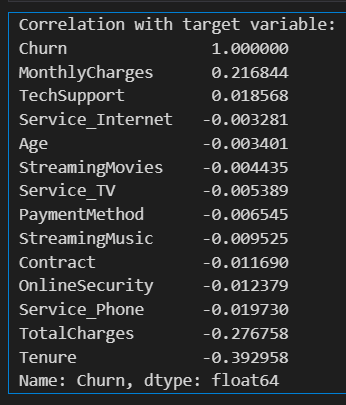 Correlation with target variable:
Churn               1.000000
MonthlyCharges      0.216844
TechSupport         0.018568
Service_Internet   -0.003281
Age                -0.003401
StreamingMovies    -0.004435
Service_TV         -0.005389
PaymentMethod      -0.006545
StreamingMusic     -0.009525
Contract           -0.011690
OnlineSecurity     -0.012379
Service_Phone      -0.019730
TotalCharges       -0.276758
Tenure             -0.392958
Name: Churn, dtype: float64